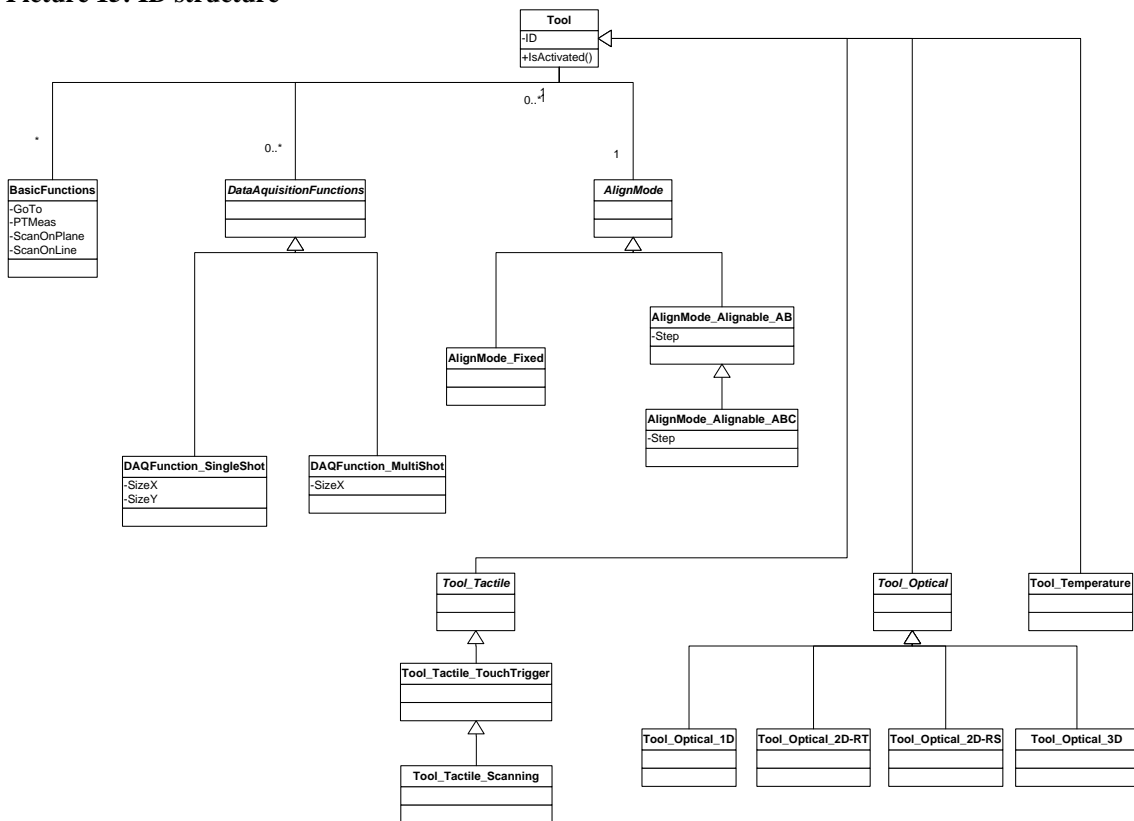 Picture 15: ID structure
Tool
-ID
+IsActivated()
1
0..*
1
*
0..*
1
BasicFunctions
-GoTo
-PTMeas
-ScanOnPlane
-ScanOnLine
DataAquisitionFunctions
AlignMode
AlignMode_Fixed
AlignMode_Alignable_AB
-Step
AlignMode_Alignable_ABC
-Step
DAQFunction_SingleShot
-SizeX
-SizeY
DAQFunction_MultiShot
-SizeX
Tool_Tactile
Tool_Optical
Tool_Temperature
Tool_Tactile_TouchTrigger
Tool_Tactile_Scanning
Tool_Optical_1D
Tool_Optical_2D-RT
Tool_Optical_2D-RS
Tool_Optical_3D